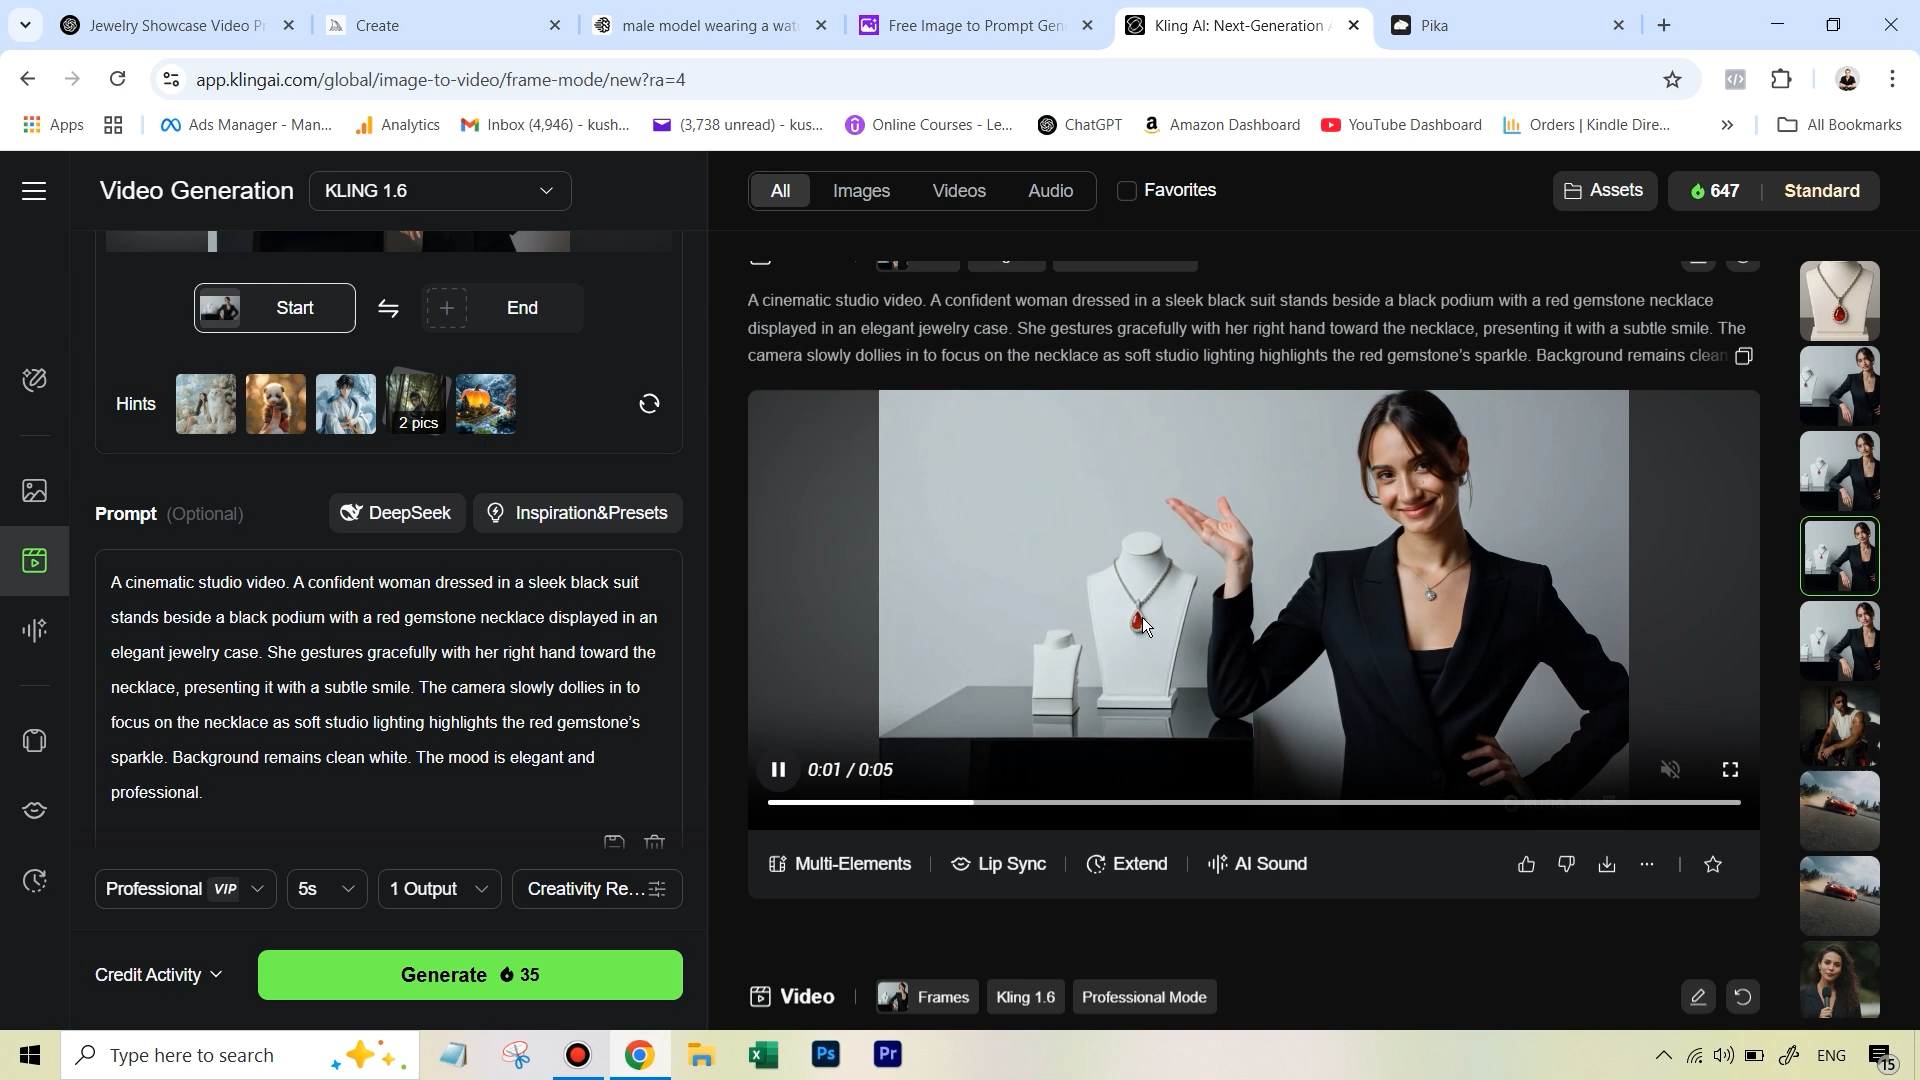 Jewelry Showcase Video Pr
Create
male model wearing a wat
Free Image to Prompt Gen
Kling AI: Next-Generation A
Pika
app.klingai.com/global/image-to-video/frame-mode/new?ra=4
Apps
Ads Manager - Man...
Analytics
Inbox (4,946) - kush...
(3,738 unread) - kus...
Online Courses - Le...
ChatGPT
Amazon Dashboard
YouTube Dashboard
Orders | Kindle Dire...
All Bookmarks
Video Generation
KLING 1.6
All
Images
Videos
Audio
Favorites
Assets
647
Standard
Start
End
Hints
2 pics
Prompt (Optional)
DeepSeek
Inspiration&Presets
A cinematic studio video. A confident woman dressed in a sleek black suit
stands beside a black podium with a red gemstone necklace displayed in an
elegant jewelry case. She gestures gracefully with her right hand toward the
necklace, presenting it with a subtle smile. The camera slowly dollies in to
focus on the necklace as soft studio lighting highlights the red gemstone's
sparkle. Background remains clean white. The mood is elegant and
professional.
Professional VIP
5s
1 Output
Creativity Re...
Credit Activity
Generate 35
A cinematic studio video. A confident woman dressed in a sleek black suit stands beside a black podium with a red gemstone necklace
displayed in an elegant jewelry case. She gestures gracefully with her right hand toward the necklace, presenting it with a subtle smile. The
camera slowly dollies in to focus on the necklace as soft studio lighting highlights the red gemstone's sparkle. Background remains clean
0:01 / 0:05
Multi-Elements
Lip Sync
Extend
AI Sound
Video
Frames
Kling 1.6
Professional Mode
Type here to search
Ps
Pr
ENG
15